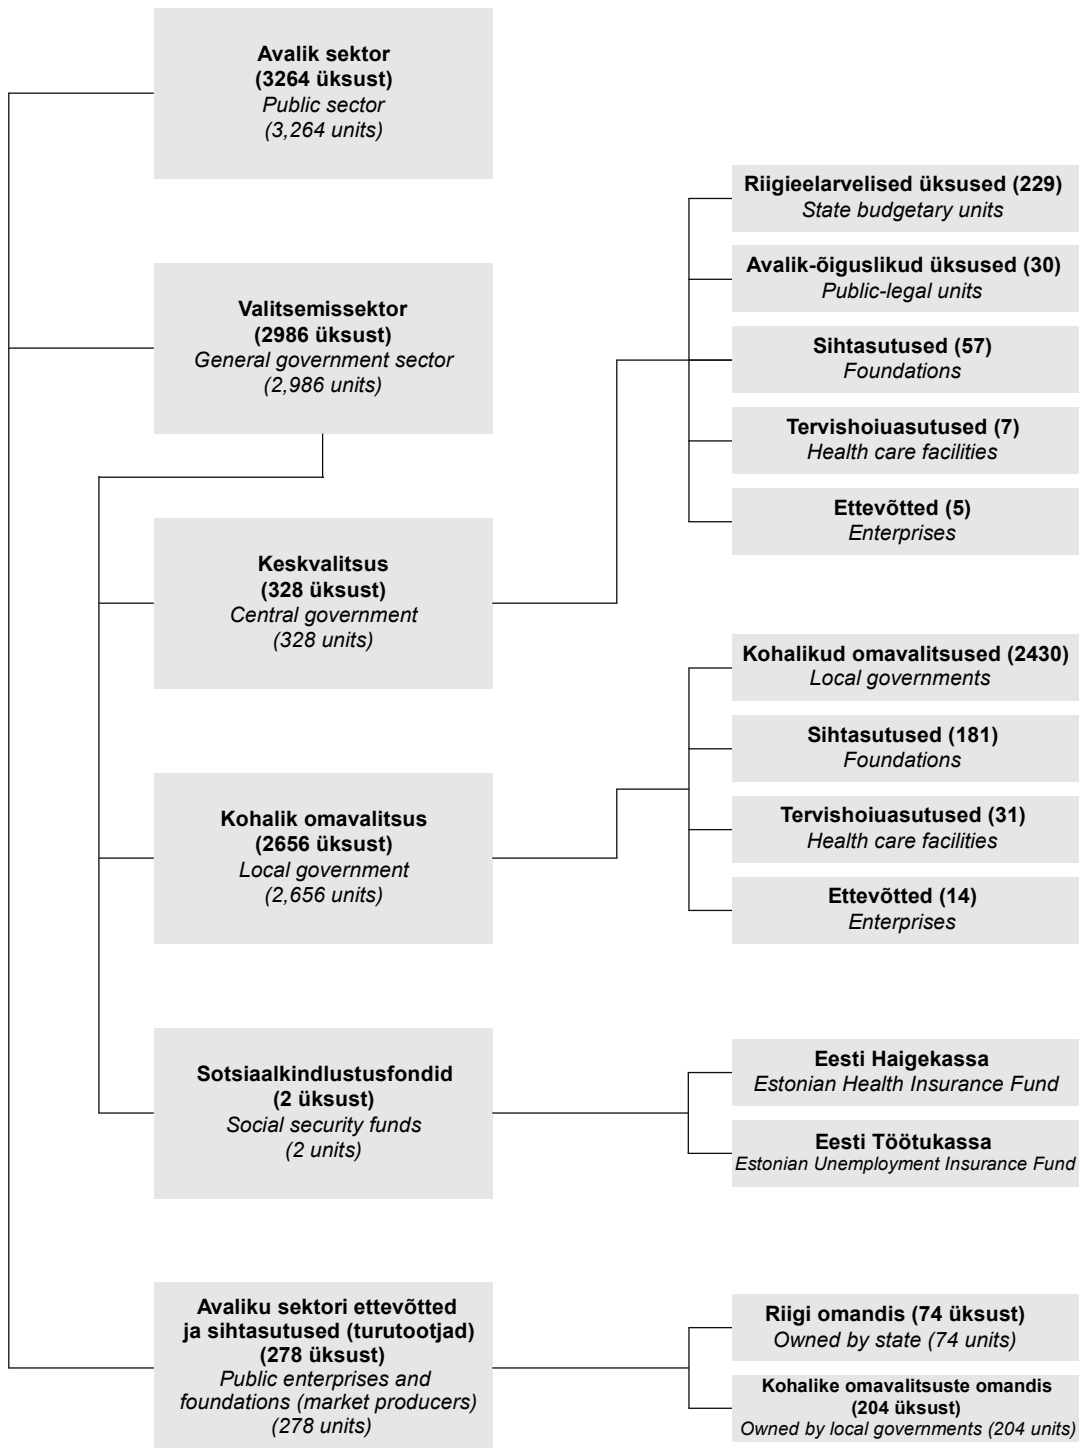 Avalik sektor
(3264 üksust)
Public sector
(3,264 units)
Valitsemissektor
(2986 üksust)
General government sector
(2,986 units)
Keskvalitsus
(328 üksust)
Central government
(328 units)
Riigieelarvelised üksused (229)
State budgetary units
Avalik-õiguslikud üksused (30)
Public-legal units
Sihtasutused (57)
Foundations
Tervishoiuasutused (7)
Health care facilities
Ettevõtted (5)
Enterprises
Kohalik omavalitsus
(2656 üksust)
Local government
(2,656 units)
Kohalikud omavalitsused (2430)
Local governments
Sihtasutused (181)
Foundations
Tervishoiuasutused (31)
Health care facilities
Ettevõtted (14)
Enterprises
Sotsiaalkindlustusfondid
(2 üksust)
Social security funds
(2 units)
Eesti Haigekassa
Estonian Health Insurance Fund
Eesti Töötukassa
Estonian Unemployment Insurance Fund
Avaliku sektori ettevõtted
ja sihtasutused (turutootjad)
(278 üksust)
Public enterprises and
foundations (market producers)
(278 units)
Riigi omandis (74 üksust)
Owned by state (74 units)
Kohalike omavalitsuste omandis
(204 üksust)
Owned by local governments (204 units)